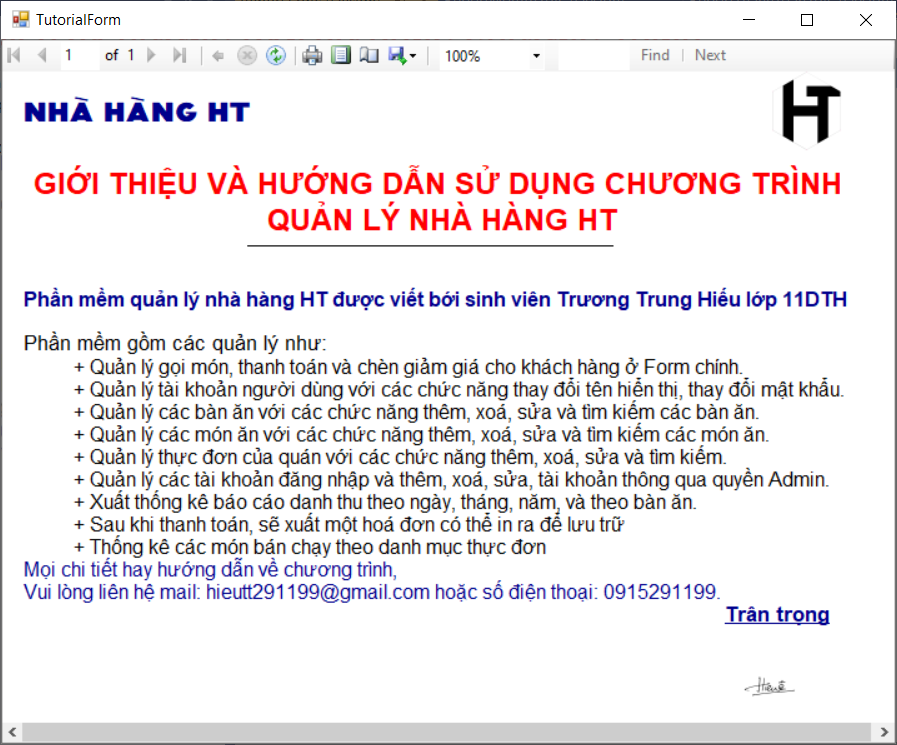 TutorialForm
1 of 1 100% Find | Next
NHÀ HÀNG HT
HT
GIỚI THIỆU VÀ HƯỚNG DẪN SỬ DỤNG CHƯƠNG TRÌNH
QUẢN LÝ NHÀ HÀNG HT
Phần mềm quản lý nhà hàng HT được viết bới sinh viên Trương Trung Hiếu lớp 11DTH
Phần mềm gồm các quản lý như:
+ Quản lý gọi món, thanh toán và chèn giảm giá cho khách hàng ở Form chính.
+ Quản lý tài khoản người dùng với các chức năng thay đổi tên hiển thị, thay đổi mật khẩu.
+ Quản lý các bàn ăn với các chức năng thêm, xoá, sửa và tìm kiếm các bàn ăn.
+ Quản lý các món ăn với các chức năng thêm, xoá, sửa và tìm kiếm các món ăn.
+ Quản lý thực đơn của quán với các chức năng thêm, xoá, sửa và tìm kiếm.
+ Quản lý các tài khoản đăng nhập và thêm, xoá, sửa, tài khoản thông qua quyền Admin.
+ Xuất thống kê báo cáo danh thu theo ngày, tháng, năm, và theo bàn ăn.
+ Sau khi thanh toán, sẽ xuất một hoá đơn có thể in ra để lưu trữ
+ Thống kê các món bán chạy theo danh mục thực đơn
Mọi chi tiết hay hướng dẫn về chương trình,
Vui lòng liên hệ mail: hieutt291199@gmail.com hoặc số điện thoại: 0915291199.
Trân trọng